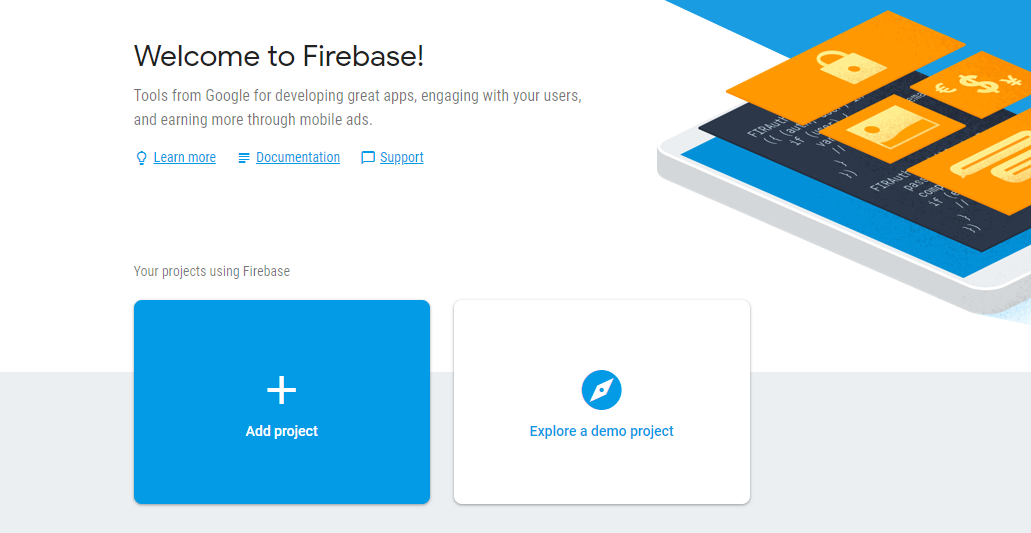 Welcome to Firebase!
Tools from Google for developing great apps, engaging with your users,
and earning more through mobile ads.
Learn more
Documentation
Support
Your projects using Firebase
Add project
Explore a demo project